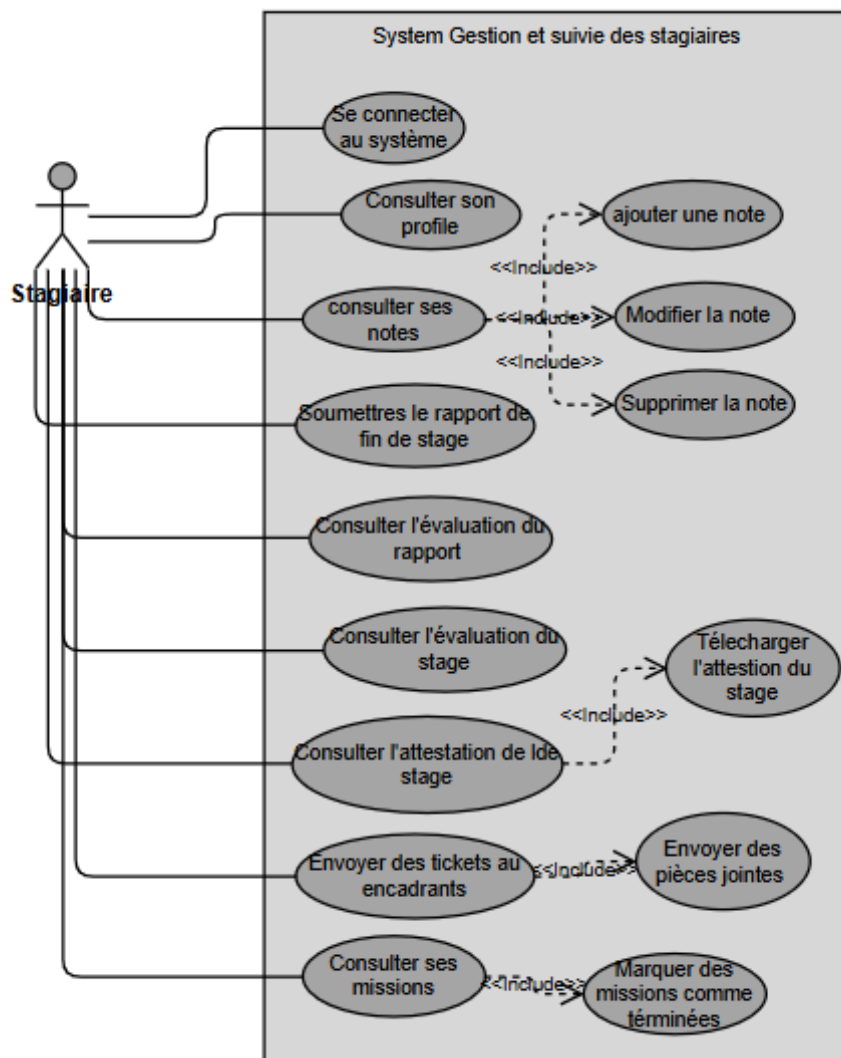 System Gestion et suivie des stagiaires
Se connecter
au système
Stagiaire
Consulter son
profile
ajouter une note
<<Include>>
consulter ses
notes
<<Include>>
Modifier la note
<<Include>>
Supprimer la note
Soumettres le rapport de
fin de stage
Consulter l'évaluation du
rapport
Consulter l'évaluation du
stage
Télecharger
l'attestion du
stage
<<Include>>
Consulter l'attestation de lde
stage
Envoyer des tickets au
encadrants
<<Include>>
Envoyer des
pièces jointes
Consulter ses
missions
<<Include>>
Marquer des
missions comme
términées